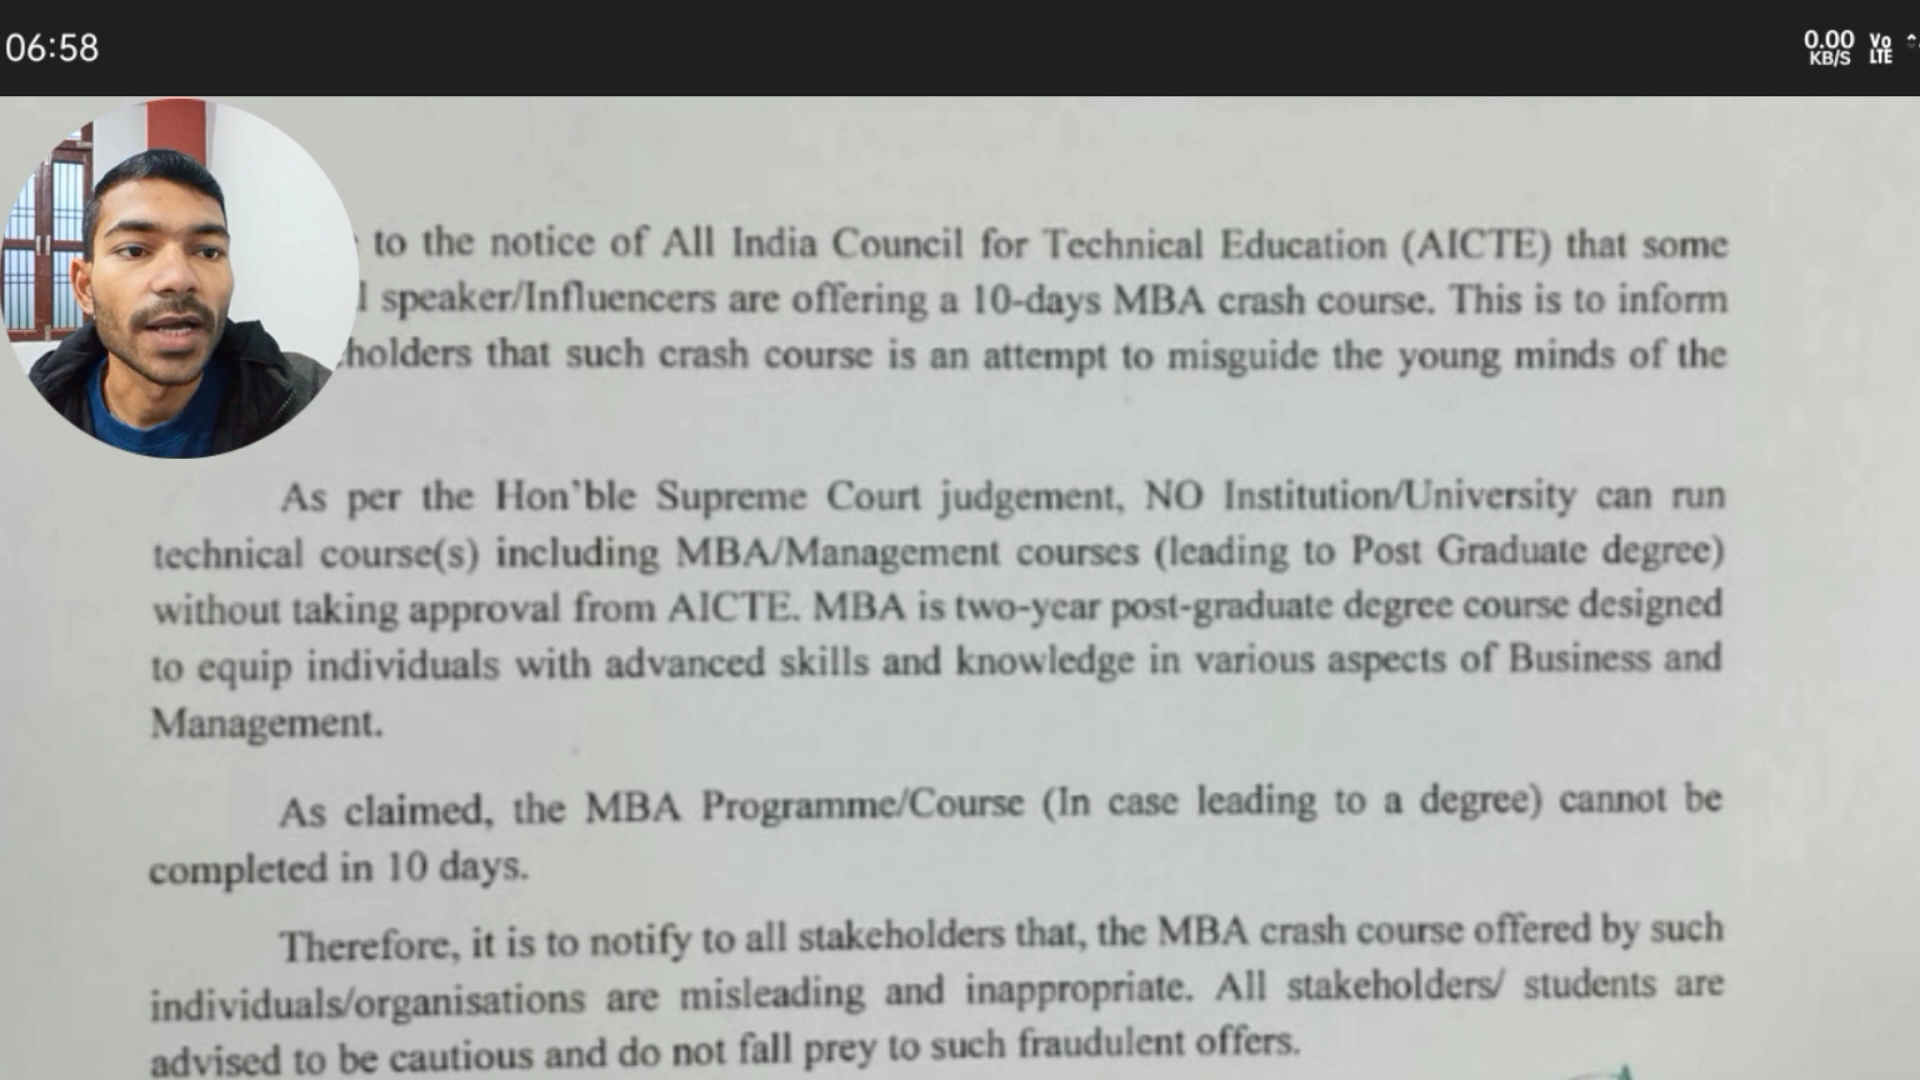 06:58
0.00
KB/S
Vo
LTE
to the notice of All India Council for Technical Education (AICTE) that some
l speaker/Influencers are offering a 10-days MBA crash course. This is to inform
holders that such crash course is an attempt to misguide the young minds of the
As per the Hon’ble Supreme Court judgement, NO Institution/University can run
technical course(s) including MBA/Management courses (leading to Post Graduate degree)
without taking approval from AICTE. MBA is two-year post-graduate degree course designed
to equip individuals with advanced skills and knowledge in various aspects of Business and
Management.
As claimed, the MBA Programme/Course (In case leading to a degree) cannot be
completed in 10 days.
Therefore, it is to notify to all stakeholders that, the MBA crash course offered by such
individuals/organisations are misleading and inappropriate. All stakeholders/ students are
advised to be cautious and do not fall prey to such fraudulent offers.